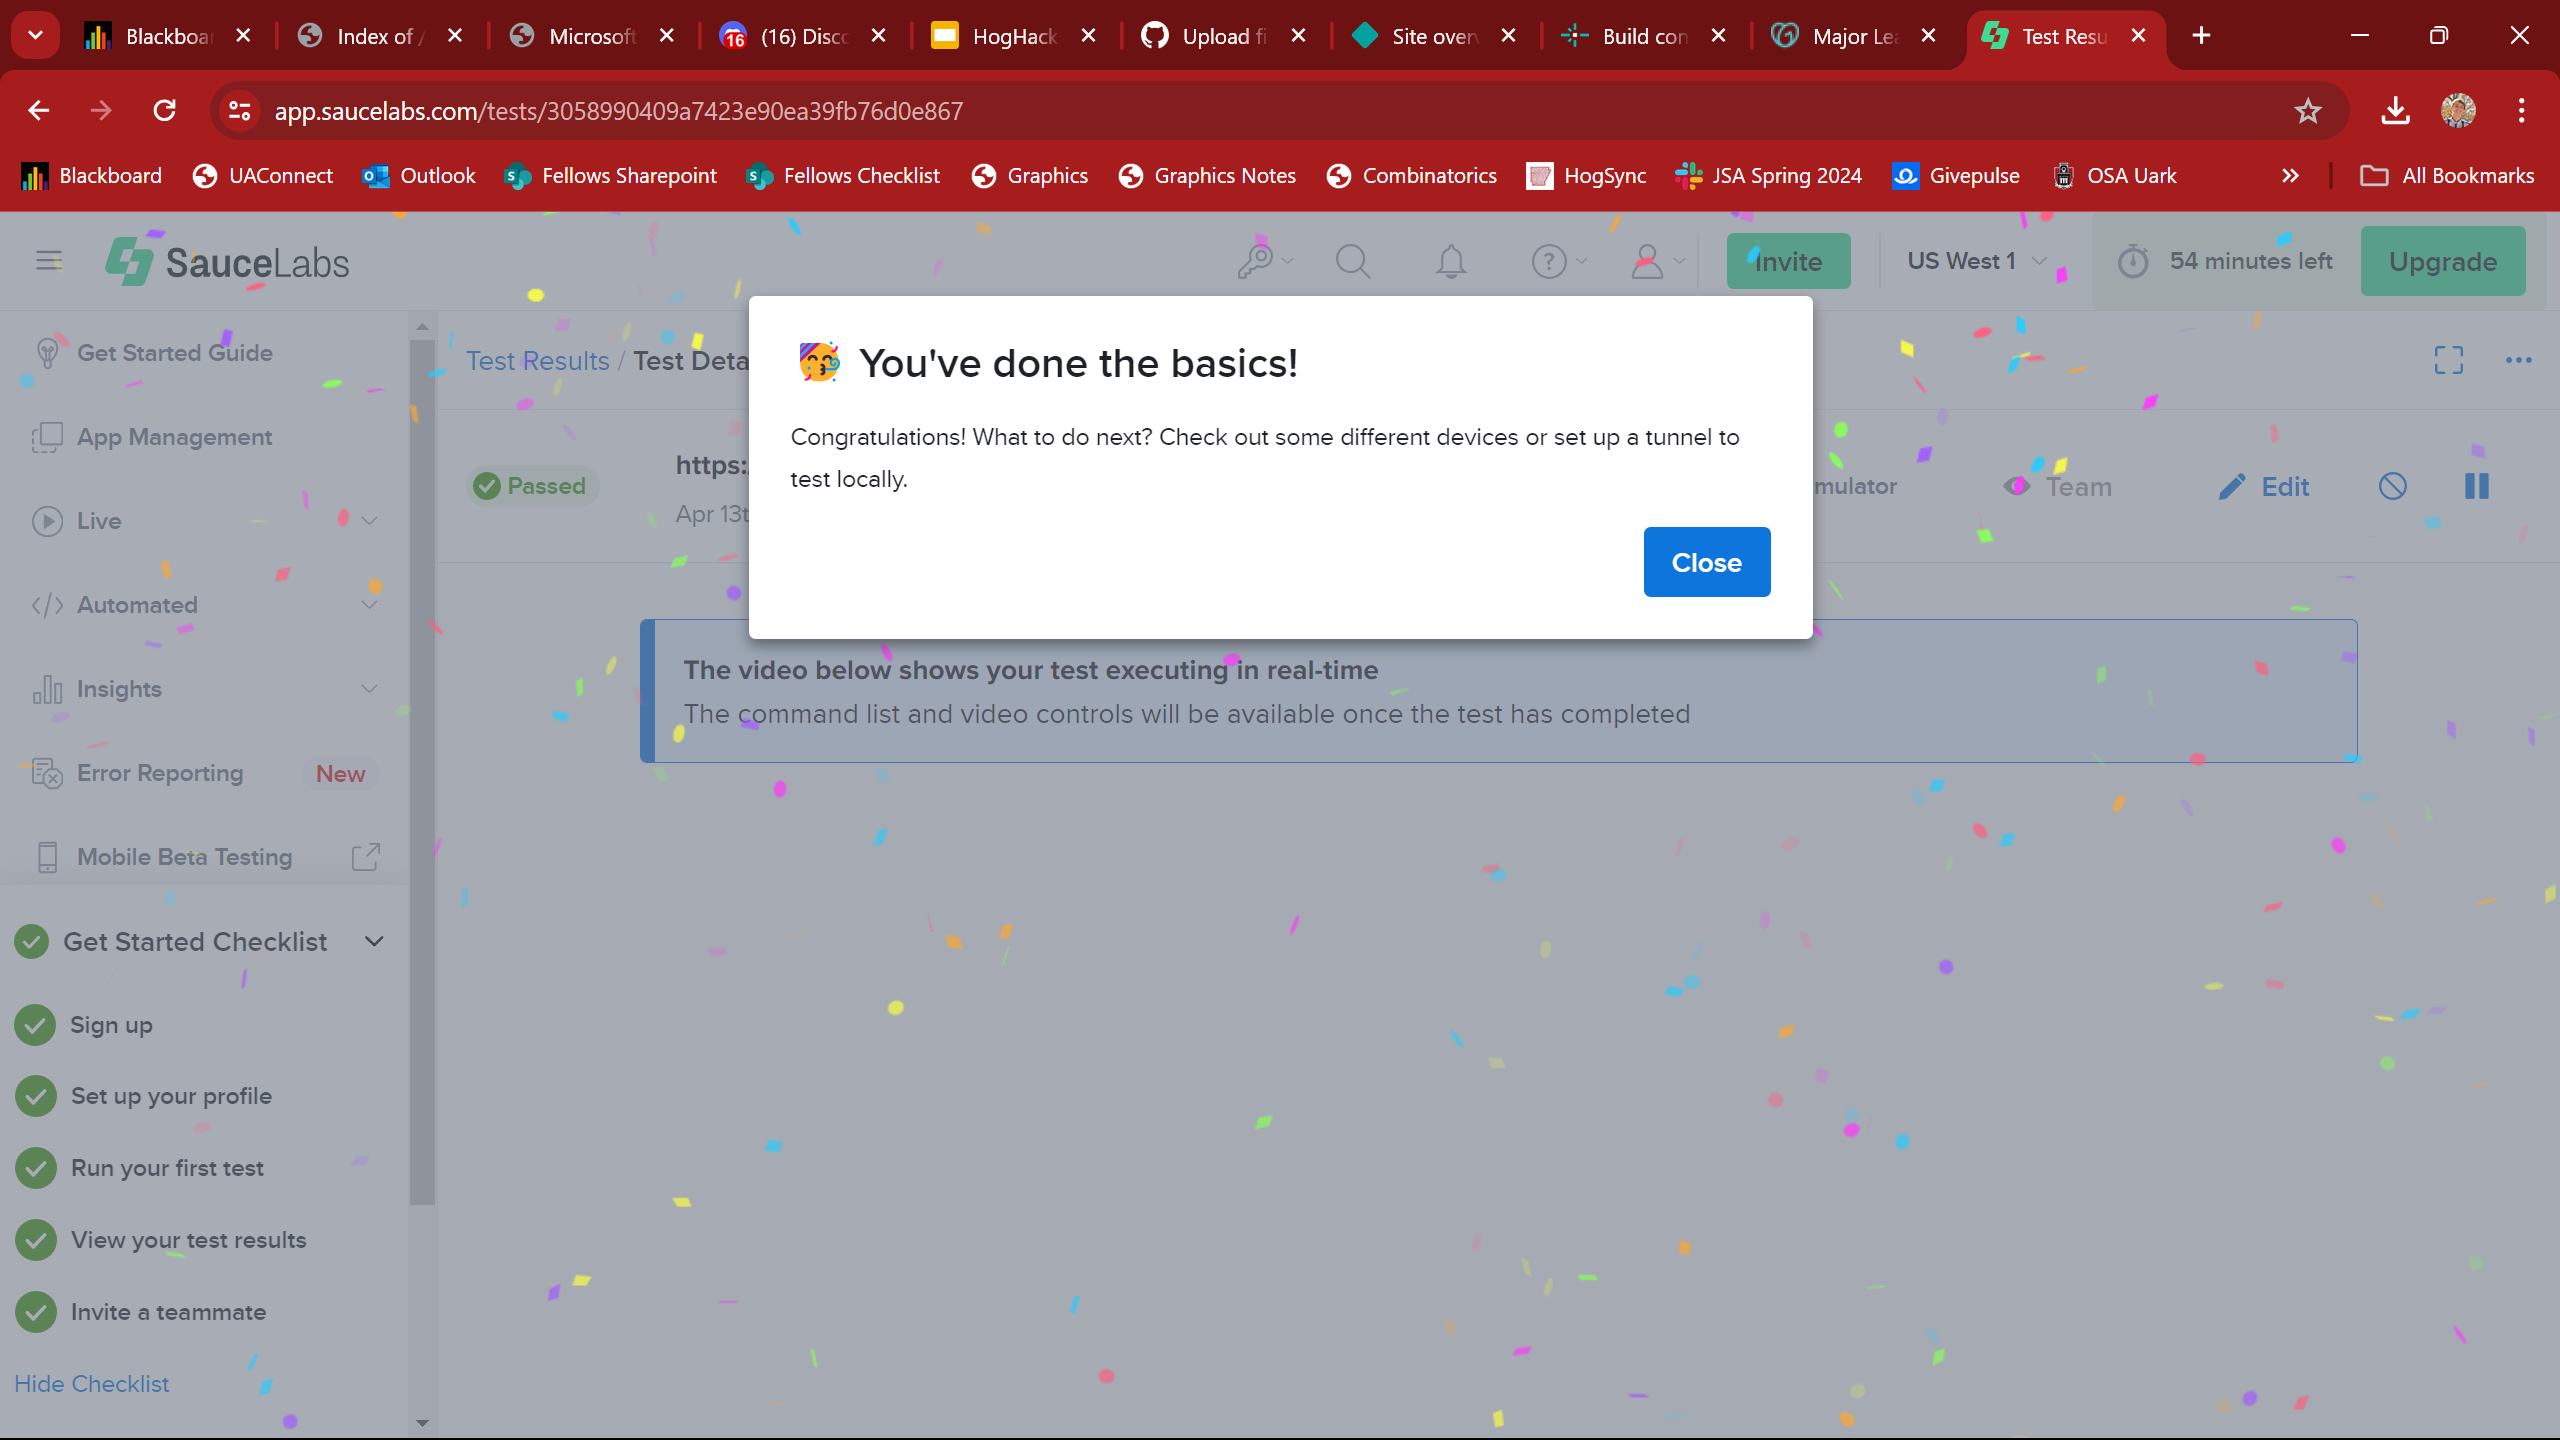 Blackboa
Index of /
Microsoft
16
(16) Disc
HogHack
Upload fi
Site over
Build con
Major Le
Test Resu
app.saucelabs.com/tests/3058990409a7423e90ea39fb76d0e867
Blackboard
UAConnect
Outlook
Fellows Sharepoint
Fellows Checklist
Graphics
Graphics Notes
Combinatorics
HogSync
JSA Spring 2024
Givepulse
OSA Uark
All Bookmarks
SauceLabs
Invite
US West 1
54 minutes left
Upgrade
Get Started Guide
App Management
Live
Automated
Insights
Error Reporting
New
Mobile Beta Testing
Get Started Checklist
Sign up
Set up your profile
Run your first test
View your test results
Invite a teammate
Hide Checklist
Test Results / Test Deta
Passed
https:
Apr 13t
mulator
Team
Edit
You've done the basics!
Congratulations! What to do next? Check out some different devices or set up a tunnel to
test locally.
Close
The video below shows your test executing in real-time
The command list and video controls will be available once the test has completed